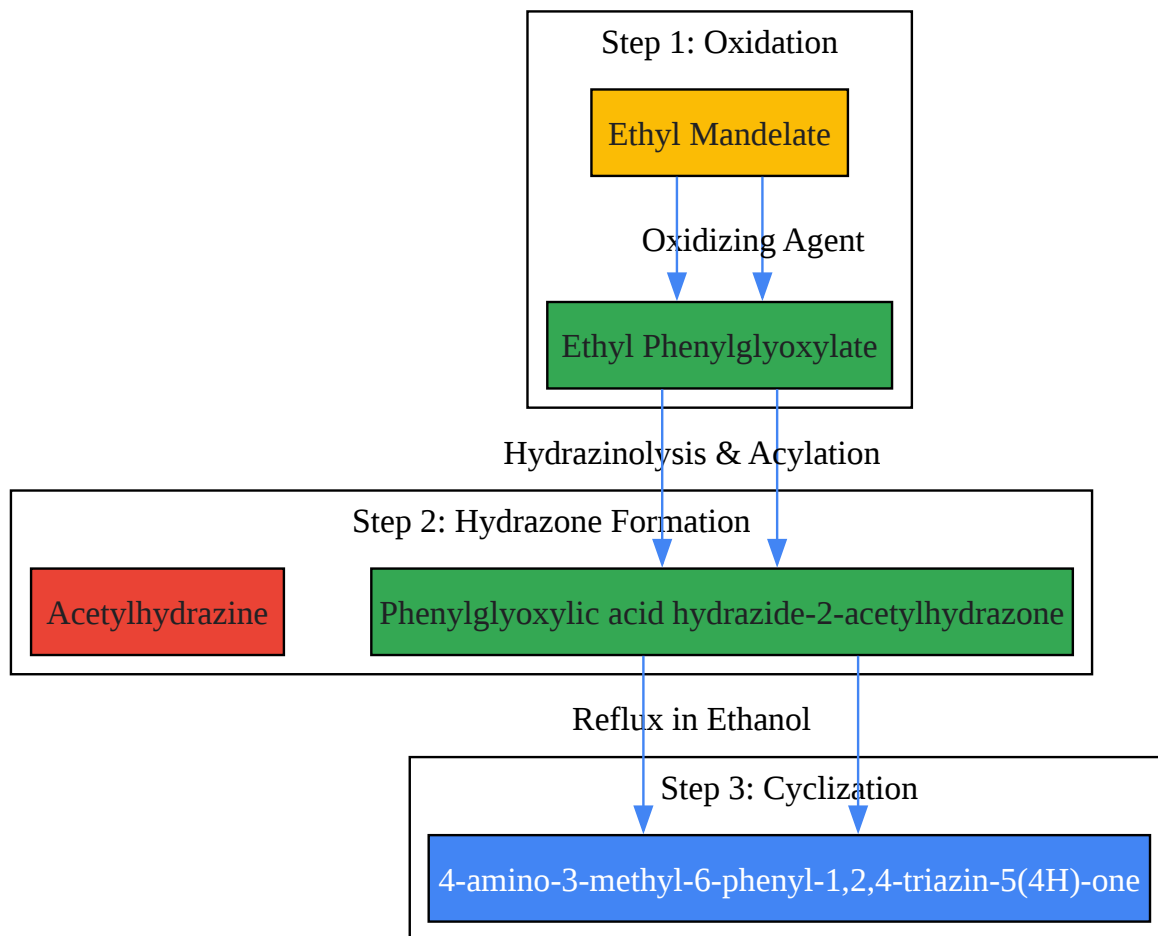 Step 1: Oxidation
Ethyl Mandelate
Oxidizing Agent
Ethyl Phenylglyoxylate
Hydrazinolysis & Acylation
Step 2: Hydrazone Formation
Acetylhydrazine
Phenylglyoxylic acid hydrazide-2-acetylhydrazone
Reflux in Ethanol
Step 3: Cyclization
4-amino-3-methyl-6-phenyl-1,2,4-triazin-5(4H)-one